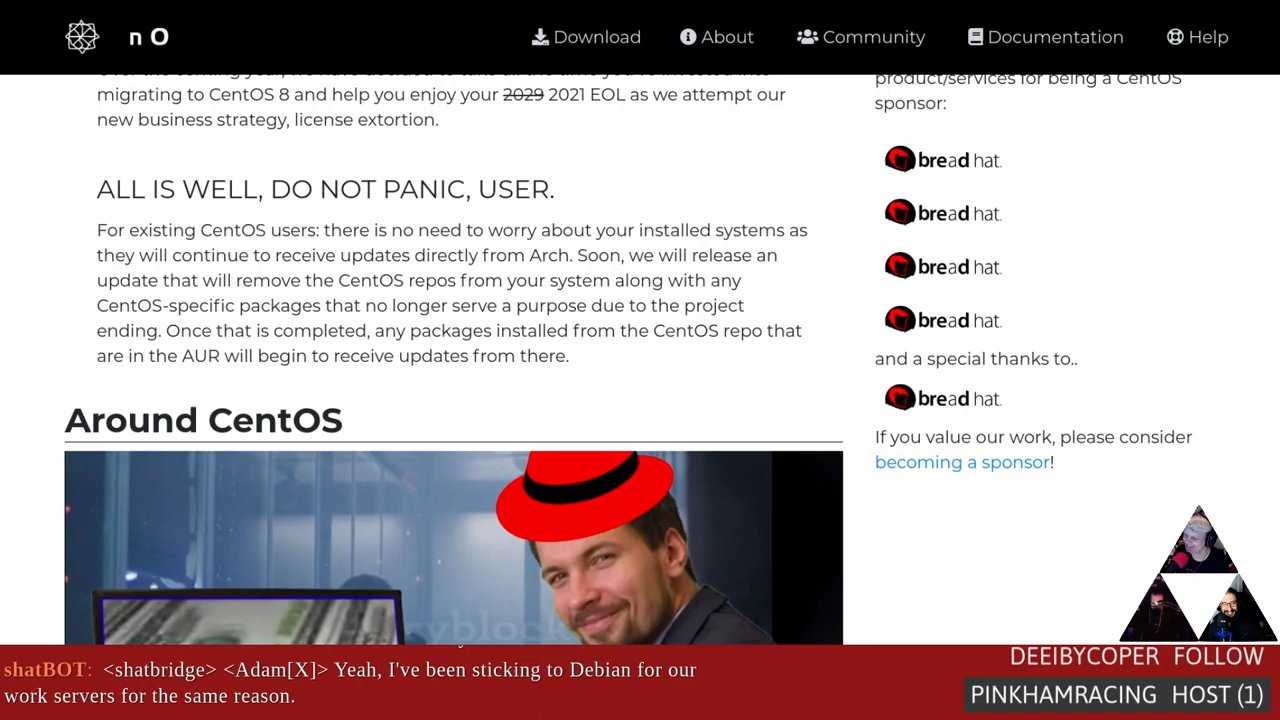 n O
Download
About
Community
Documentation
Help
migrating to CentOS 8 and help you enjoy your 2029 2021 EOL as we attempt our
new business strategy, license extortion.
ALL IS WELL, DO NOT PANIC, USER.
For existing CentOS users: there is no need to worry about your installed systems as
they will continue to receive updates directly from Arch. Soon, we will release an
update that will remove the CentOS repos from your system along with any
CentOS-specific packages that no longer serve a purpose due to the project
ending. Once that is completed, any packages installed from the CentOS repo that
are in the AUR will begin to receive updates from there.
Around CentOS
product/services for being a CentOS
sponsor:
bread hat.
bread hat.
bread hat.
bread hat.
and a special thanks to..
bread hat.
If you value our work, please consider
becoming a sponsor!
shatBOT: <shatbridge> <Adam[X]> Yeah, I've been sticking to Debian for our
work servers for the same reason.
DEEIBYCOPER FOLLOW
PINKHAMRACING HOST (1)